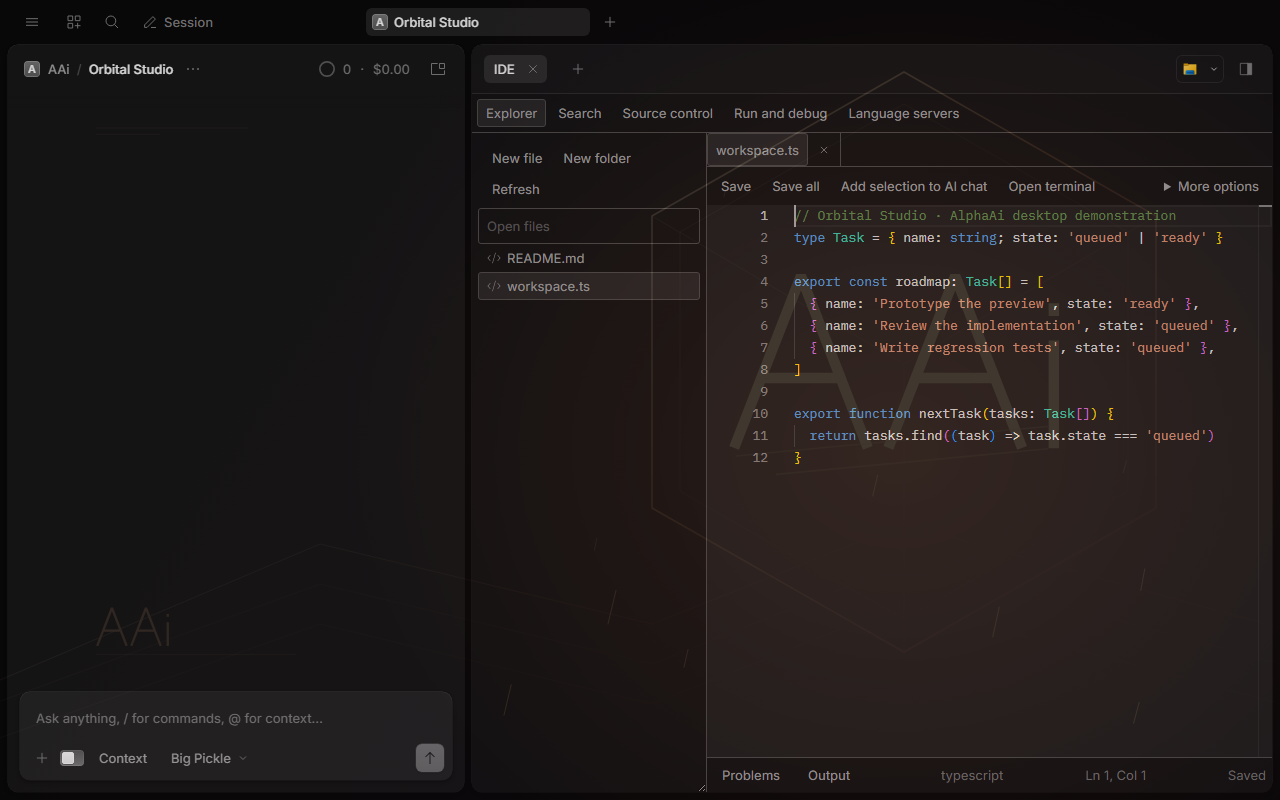 Session
A Orbital Studio
A AAi / Orbital Studio ...
0 · $0.00
AAi
Ask anything, / for commands, @ for context...
Context Big Pickle
IDE
Explorer Search Source control Run and debug Language servers
New file New folder
Refresh
Open files
README.md
workspace.ts
workspace.ts
Save Save all Add selection to AI chat Open terminal More options
1 // Orbital Studio · AlphaAi desktop demonstration
2 type Task = { name: string; state: 'queued' | 'ready' }
3
4 export const roadmap: Task[] = [
5 { name: 'Prototype the preview', state: 'ready' },
6 { name: 'Review the implementation', state: 'queued' },
7 { name: 'Write regression tests', state: 'queued' },
8 ]
9
10 export function nextTask(tasks: Task[]) {
11 return tasks.find((task) => task.state === 'queued')
12 }
AAi
Problems Output typescript Ln 1, Col 1 Saved